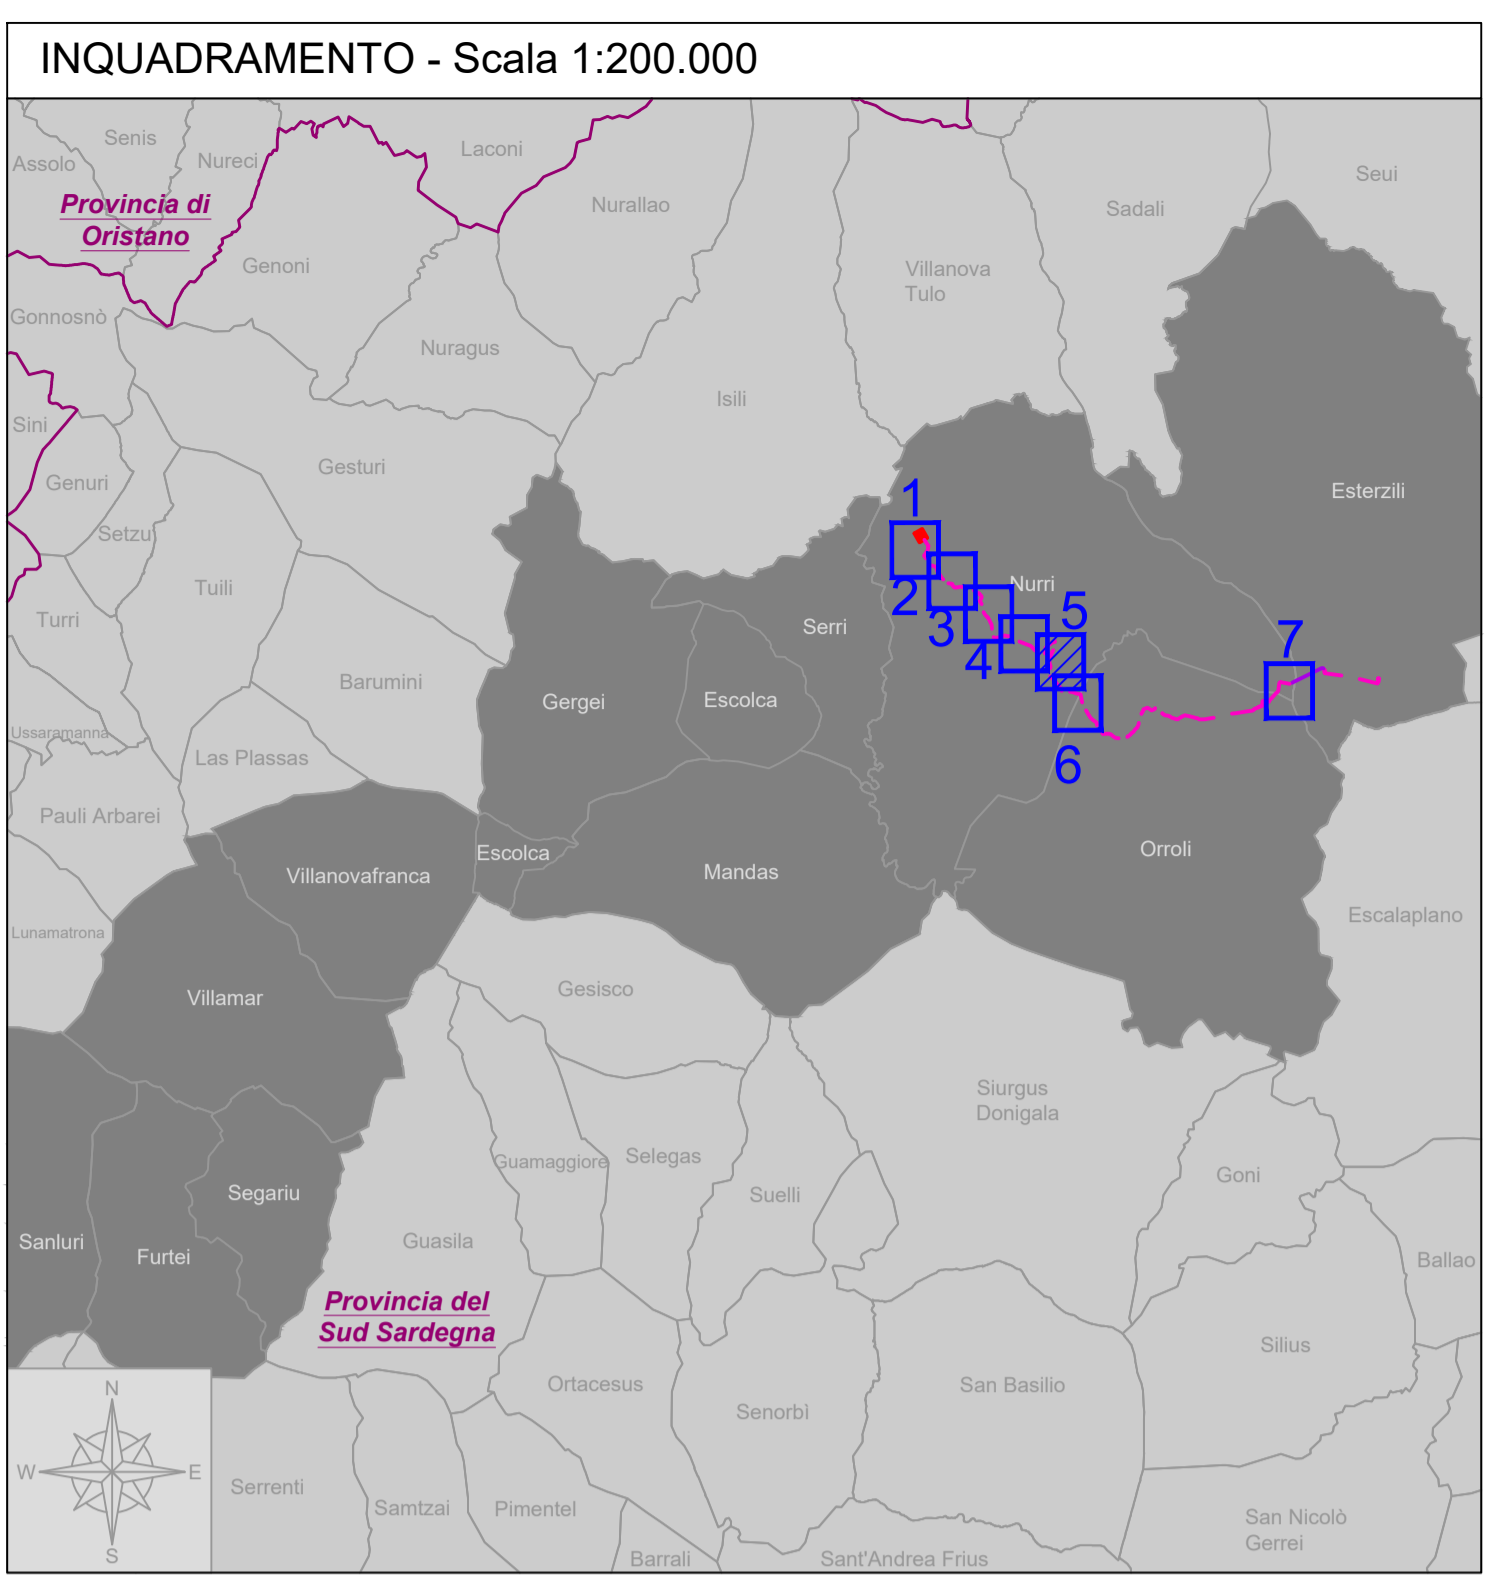 INQUADRAMENTO - Scala 1:200.000
Senis
Assolo
Nureci
Laconi
Seui
Provincia di
Oristano
Nurallao
Sadali
Genoni
Villanova
Tulo
Gonnosnò
Nuragus
Isili
Sini
Gesturi
Genuri
Esterzili
1
Setzu
Tuili
Nurri
2
5
Turri
Serri
3
7
4
Barumini
Gergei
Escolca
Ussaramanna
Las Plassas
6
Pauli Arbarei
Escolca
Orroli
Villanovafranca
Mandas
Escalaplano
Lunamatrona
Gesisco
Villamar
Siurgus
Donigala
Guamaggiore
Selegas
Goni
Segariu
Suelli
Sanluri
Furtei
Guasila
Ballao
Provincia del
Sud Sardegna
Silius
Ortacesus
San Basilio
N
Senorbì
W
E
Serrenti
Samtzai
Pimentel
San Nicolò
Gerrei
S
Barrali
Sant'Andrea Frius